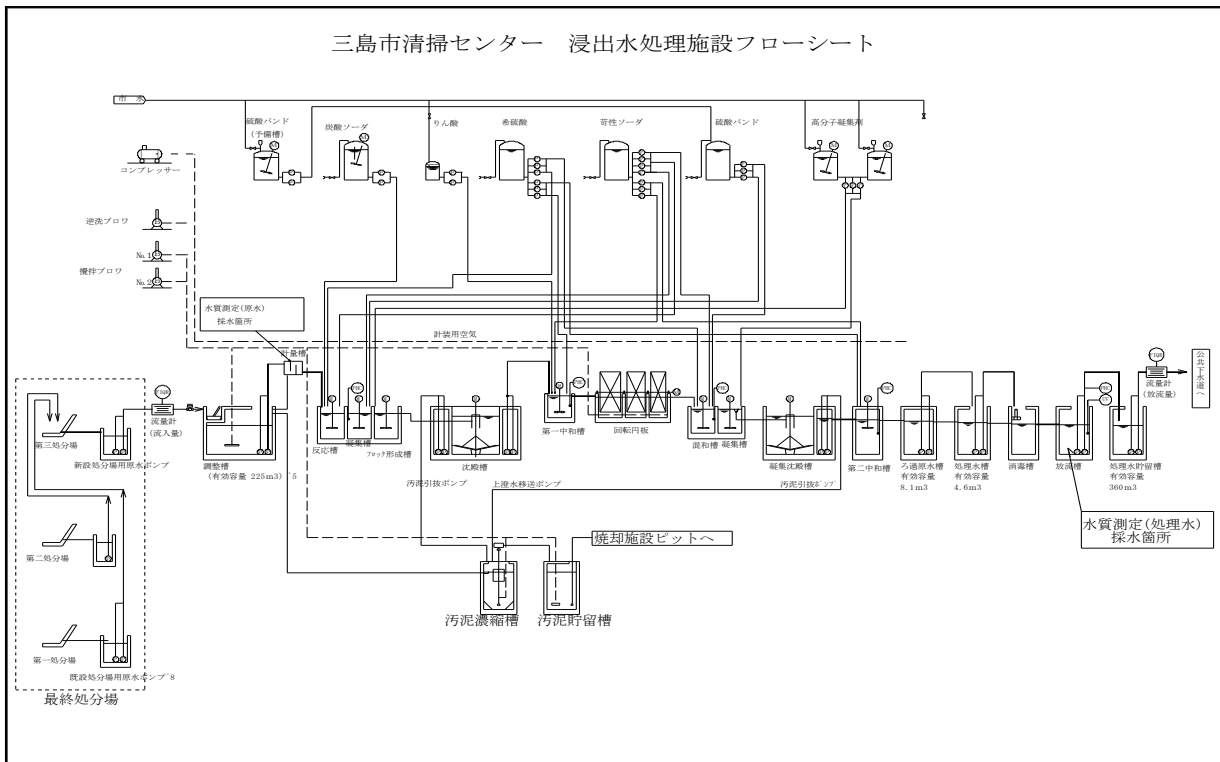 三島市清掃センター　浸出水処理施設フローシート
市 水
硫酸バンド
(予備槽)
炭酸ソーダ
りん酸
希硫酸
苛性ソーダ
硫酸バンド
高分子凝集剤
コンプレッサー
逆洗ブロワ
№1
攪拌ブロワ
№2
水質測定(原水)
採水箇所
計装用空気
計量槽
公共下水道へ
流量計
(流入量)
流量計
(放流量)
第三処分場
新設処分場用原水ポンプ
調整槽
(有効容量 225m3)
反応槽
凝集槽
フロック形成槽
沈殿槽
第一中和槽
回転円板
混和槽
凝集槽
凝集沈殿槽
第二中和槽
ろ過原水槽
有効容量
8.1m3
処理水槽
有効容量
4.6m3
消毒槽
放流槽
処理水貯留槽
有効容量
360m3
汚泥引抜ポンプ
上澄水移送ポンプ
汚泥引抜ポンプ
水質測定(処理水)
採水箇所
焼却施設ピットへ
第二処分場
汚泥濃縮槽
汚泥貯留槽
第一処分場
既設処分場用原水ポンプ
最終処分場